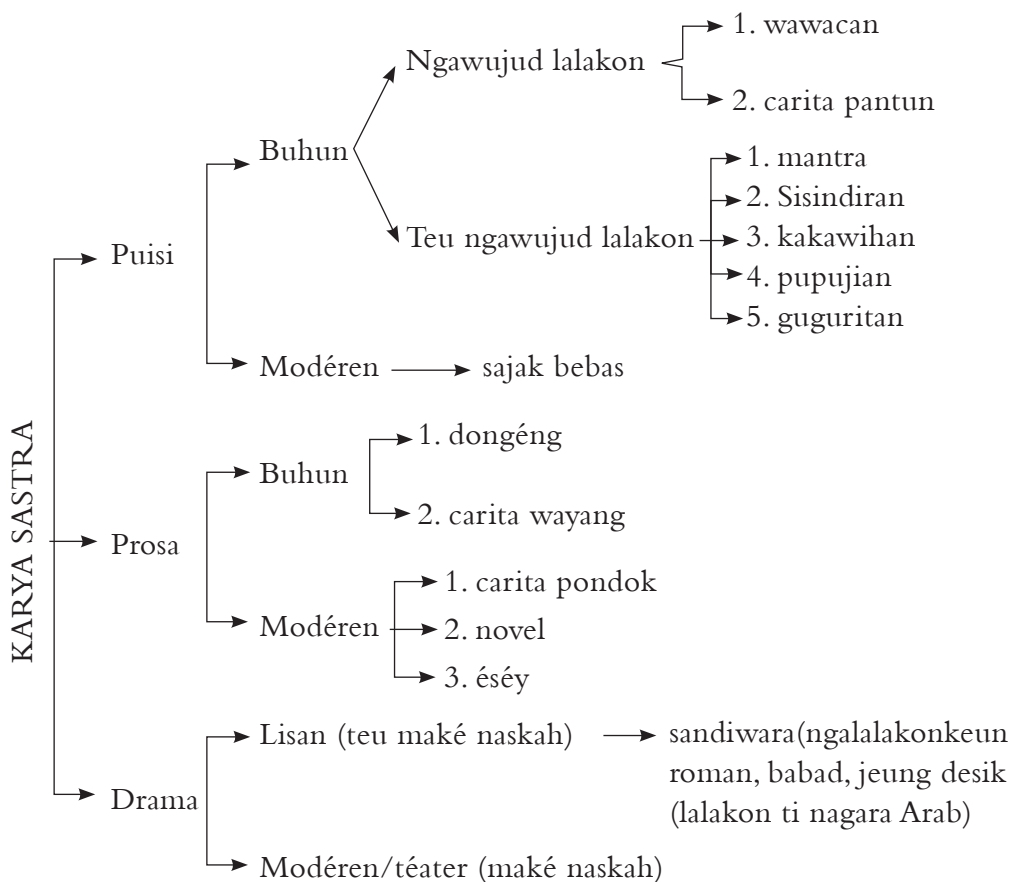 KARYA SASTRA
Puisi
Buhun
Ngawujud lalakon
1. wawacan
2. carita pantun
Teu ngawujud lalakon
1. mantra
2. Sisindiran
3. kakawihan
4. pupujian
5. guguritan
Modéren
sajak bebas
Prosa
Buhun
1. dongéng
2. carita wayang
Modéren
1. carita pondok
2. novel
3. éséy
Drama
Lisan (teu maké naskah)
sandiwara(ngalalakonkeun
roman, babad, jeung desik
(lalakon ti nagara Arab)
Modéren/téater (maké naskah)